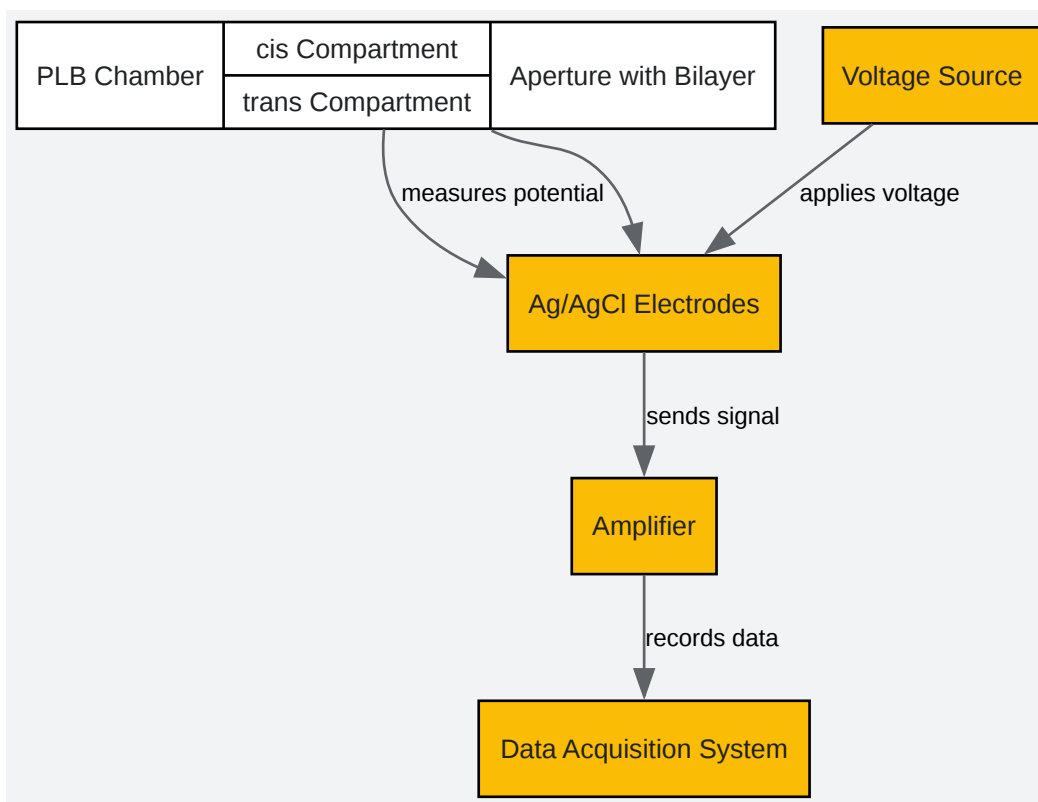 PLB Chamber
cis Compartment
trans Compartment
Aperture with Bilayer
Voltage Source
measures potential
applies voltage
Ag/AgCl Electrodes
sends signal
Amplifier
records data
Data Acquisition System